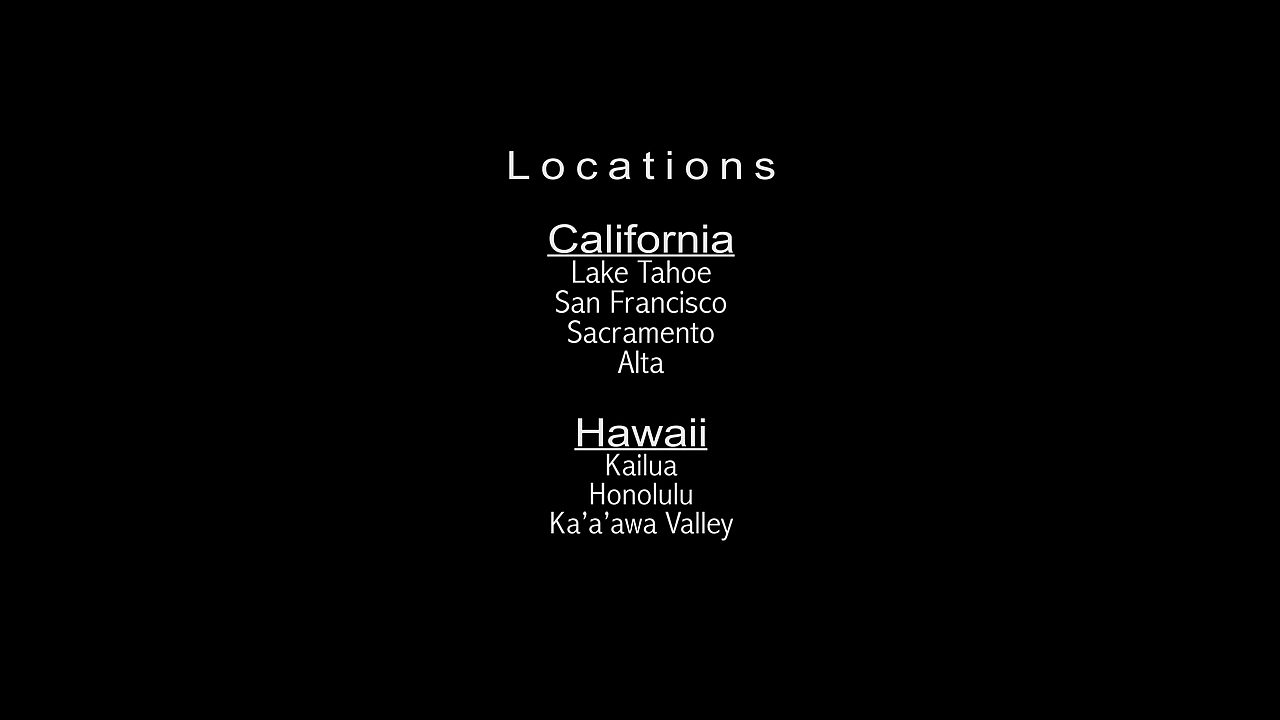 Locations
California
Lake Tahoe
San Francisco
Sacramento
Alta
Hawaii
Kailua
Honolulu
Ka’a’awa Valley